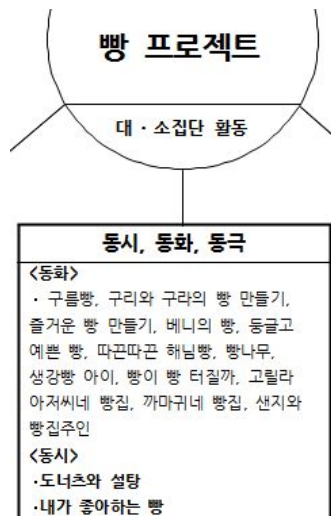 빵 프로젝트
대 · 소집단 활동
동시, 동화, 동극
<동화>
· 구름빵, 구리와 구라의 빵 만들기,
즐거운 빵 만들기, 베니의 빵, 둥글고
예쁜 빵, 따끈따끈 해님빵, 빵나무,
생강빵 아이, 빵이 빵 터질까, 고릴라
아저씨네 빵집, 까마귀네 빵집, 샌지와
빵집주인
<동시>
·도너츠와 설탕
·내가 좋아하는 빵